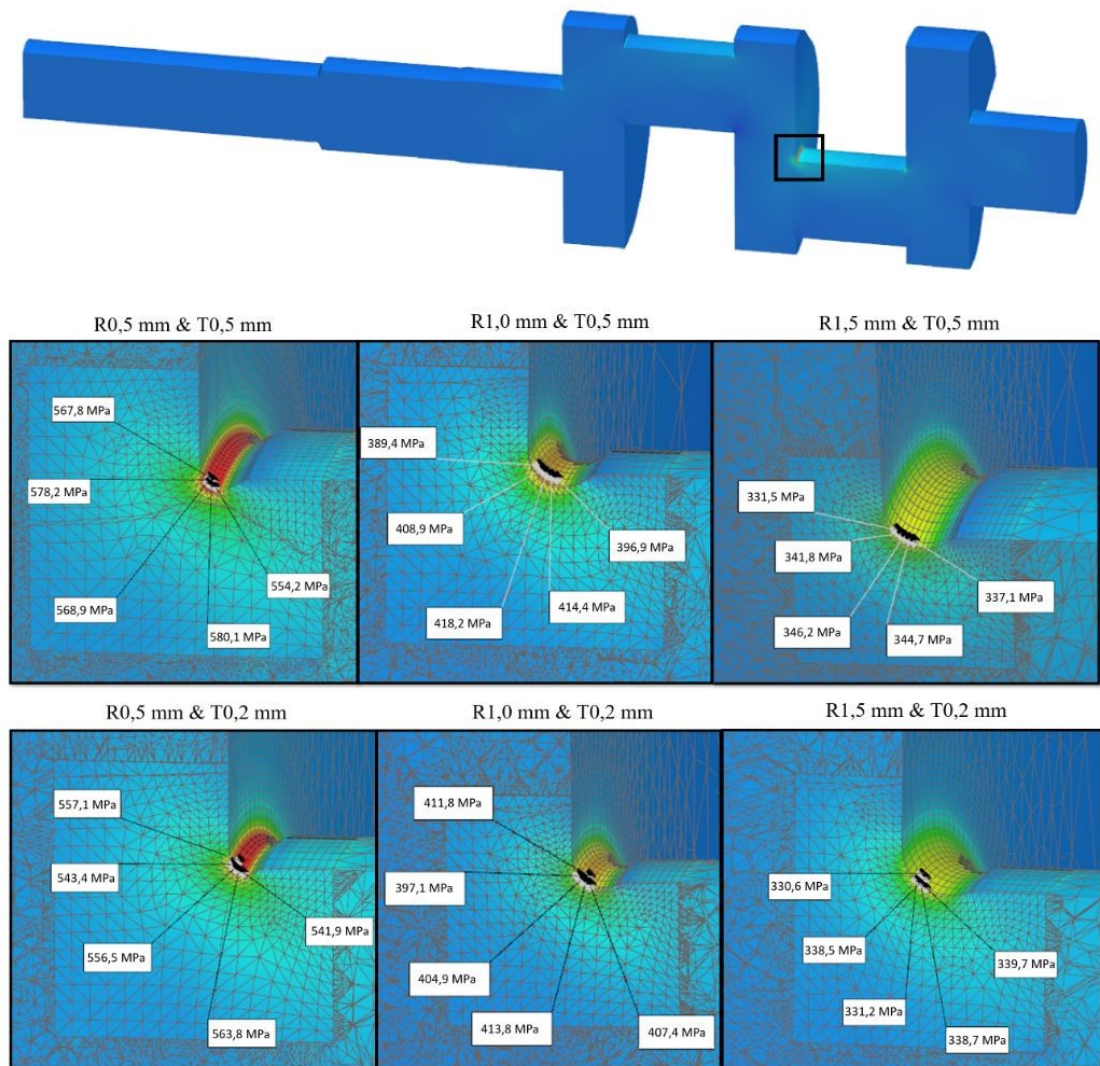 R0,5 mm & T0,5 mm
R1,0 mm & T0,5 mm
R1,5 mm & T0,5 mm
567,8 MPa
578,2 MPa
568,9 MPa
580,1 MPa
554,2 MPa
389,4 MPa
408,9 MPa
418,2 MPa
414,4 MPa
396,9 MPa
331,5 MPa
341,8 MPa
346,2 MPa
344,7 MPa
337,1 MPa
R0,5 mm & T0,2 mm
R1,0 mm & T0,2 mm
R1,5 mm & T0,2 mm
557,1 MPa
543,4 MPa
556,5 MPa
563,8 MPa
541,9 MPa
411,8 MPa
397,1 MPa
404,9 MPa
413,8 MPa
407,4 MPa
330,6 MPa
338,5 MPa
331,2 MPa
338,7 MPa
339,7 MPa